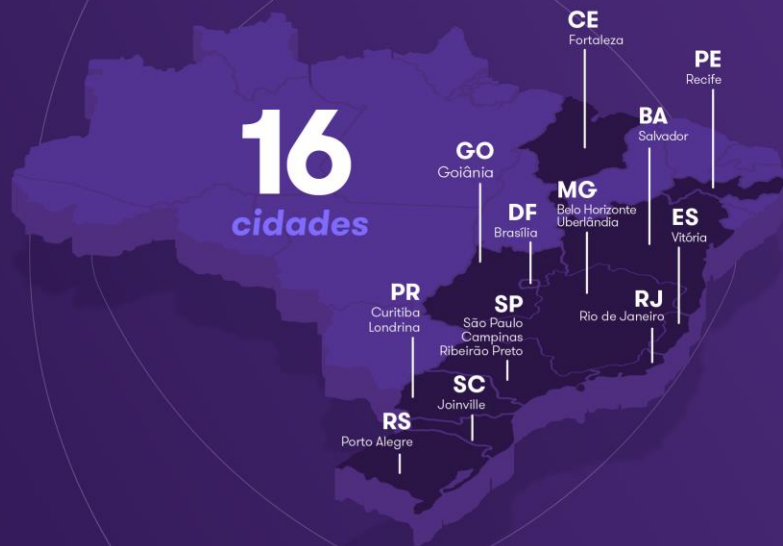 16
cidades
CE
Fortaleza
PE
Recife
BA
Salvador
GO
Goiânia
MG
Belo Horizonte
Uberlândia
DF
Brasília
ES
Vitória
PR
Curitiba
Londrina
SP
São Paulo
Campinas
Ribeirão Preto
RJ
Rio de Janeiro
SC
Joinville
RS
Porto Alegre